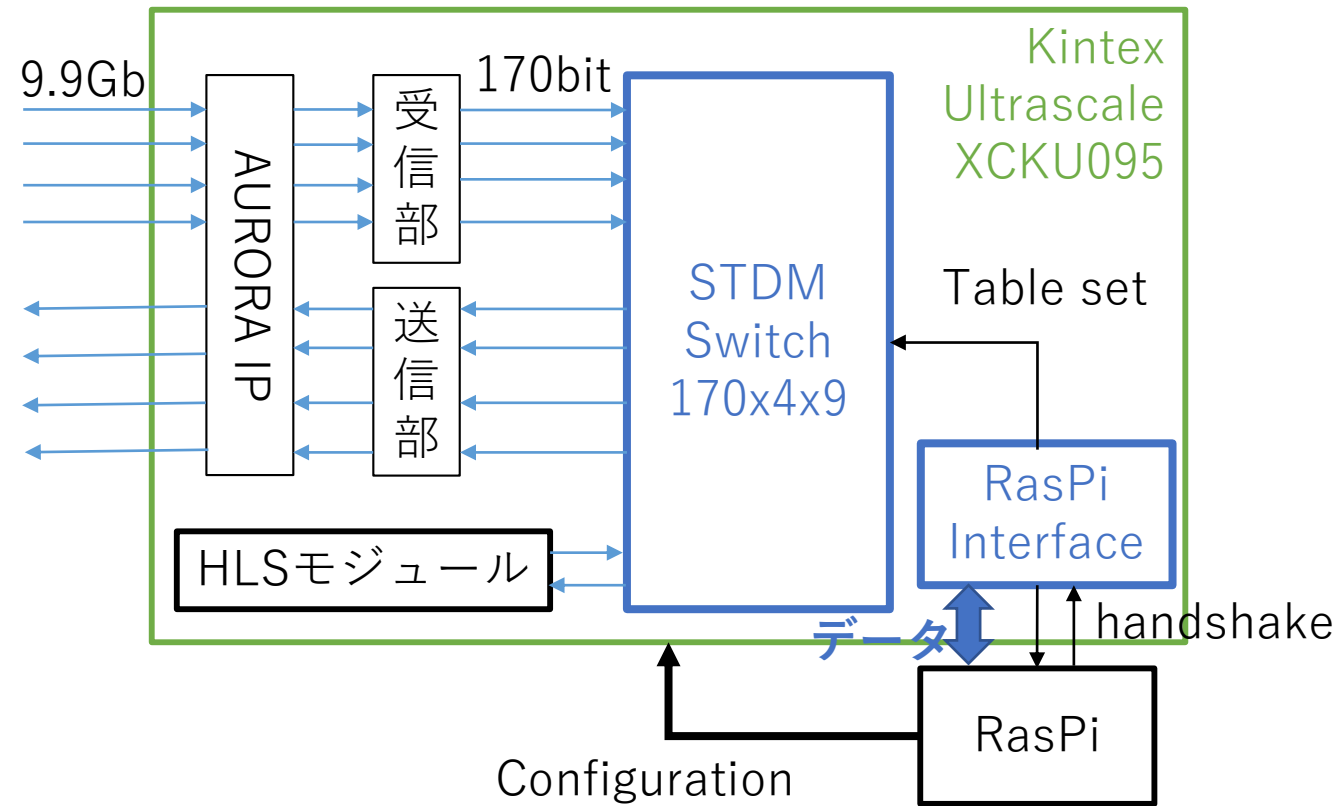 Kintex
Ultrascale
XCKU095
9.9Gb
170bit
AURORA IP
受信部
送信部
STDM
Switch
170x4x9
Table set
RasPi
Interface
HLSモジュール
データ
handshake
RasPi
Configuration